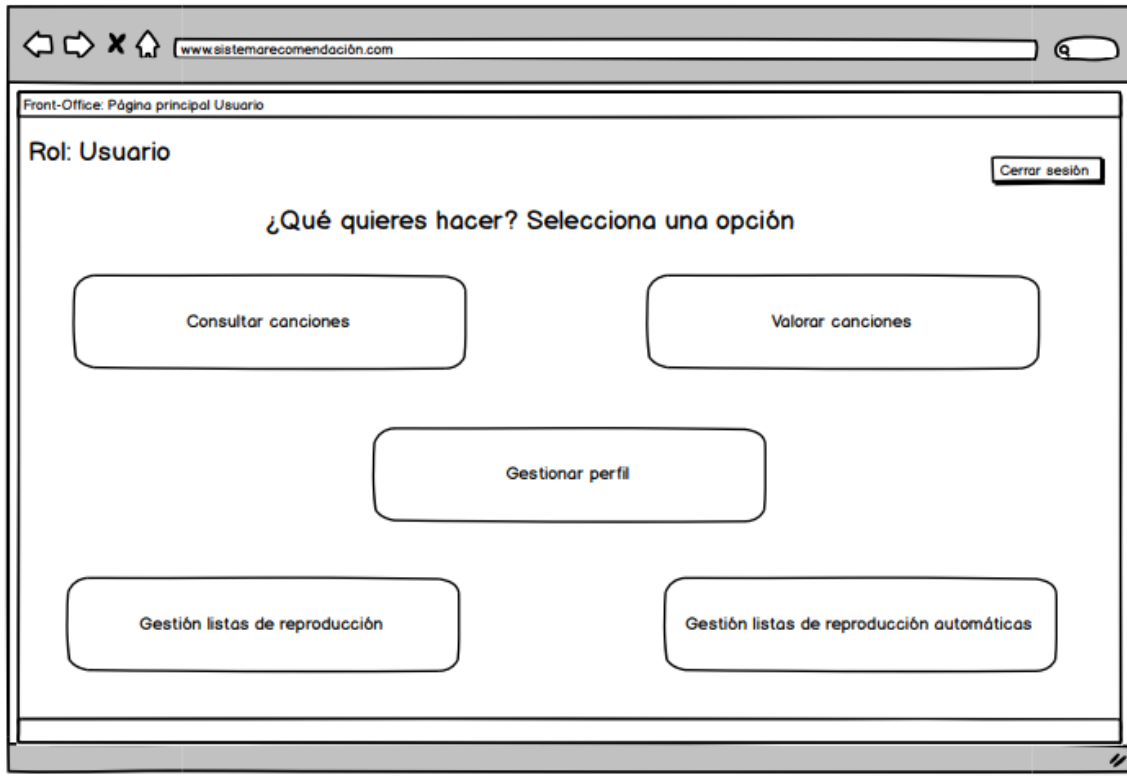 www.sistemarecomendación.com
Front-Office: Página principal Usuario
Rol: Usuario
Cerrar sesión
¿Qué quieres hacer? Selecciona una opción
Consultar canciones
Valorar canciones
Gestionar perfil
Gestión listas de reproducción
Gestión listas de reproducción automáticas